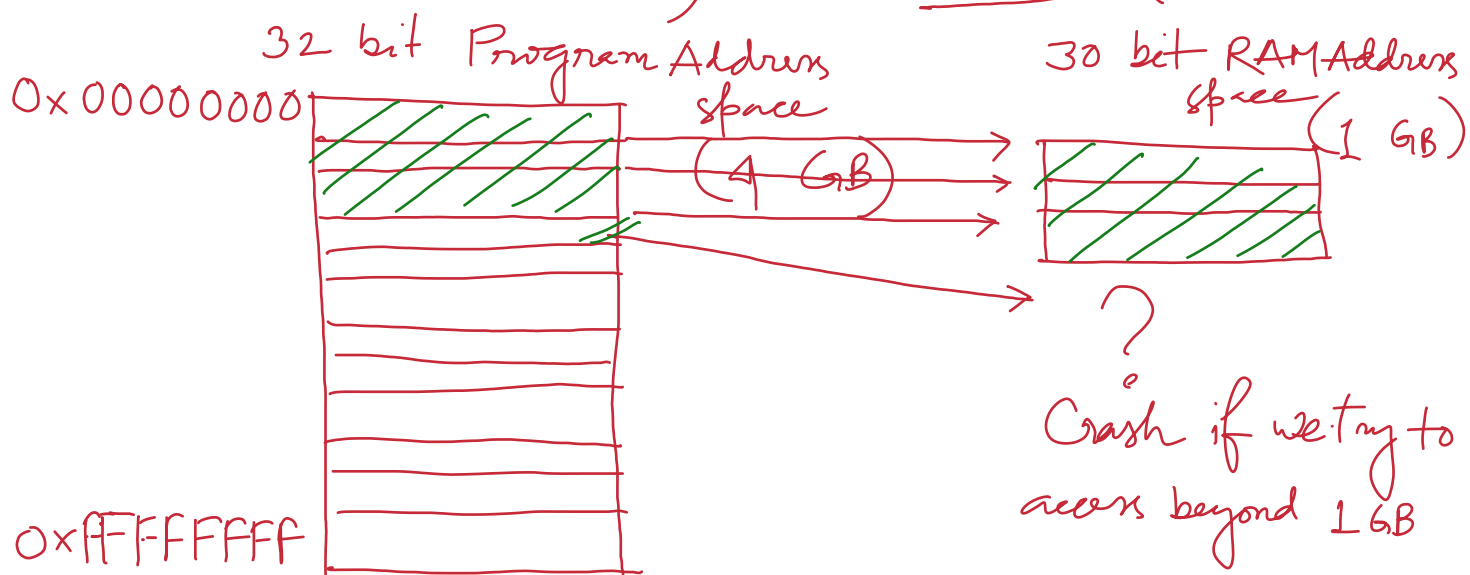 32 bit Program Address space
(4 GB)
0x00000000
0xFFFFFFFF
30 bit RAM Address space
(1 GB)
?
Crash if we try to
access beyond 1 GB